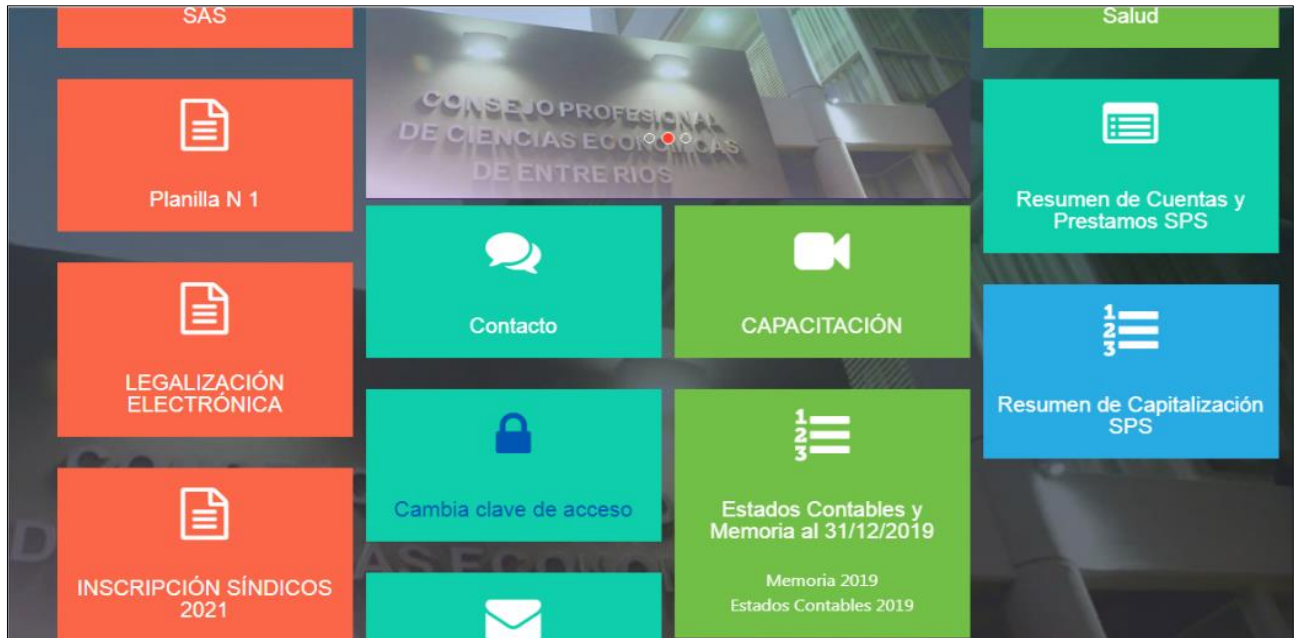 SAS
Planilla N 1
LEGALIZACIÓN
ELECTRÓNICA
INSCRIPCIÓN SÍNDICOS
2021
CONSEJO PROFESIONAL
DE CIENCIAS ECONOMICAS
DE ENTRE RIOS
Contacto
CAPACITACIÓN
Cambia clave de acceso
Estados Contables y
Memoria al 31/12/2019
Memoria 2019
Estados Contables 2019
Salud
Resumen de Cuentas y
Prestamos SPS
Resumen de Capitalización
SPS